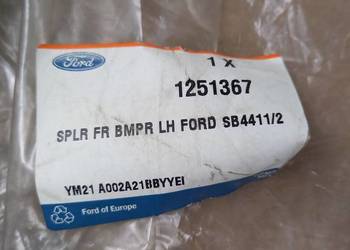 Ford
1 X
1251367
SPLR FR BMPR LH FORD SB4411/2
YM21 A002A21BBYYEI
Ford of Europe